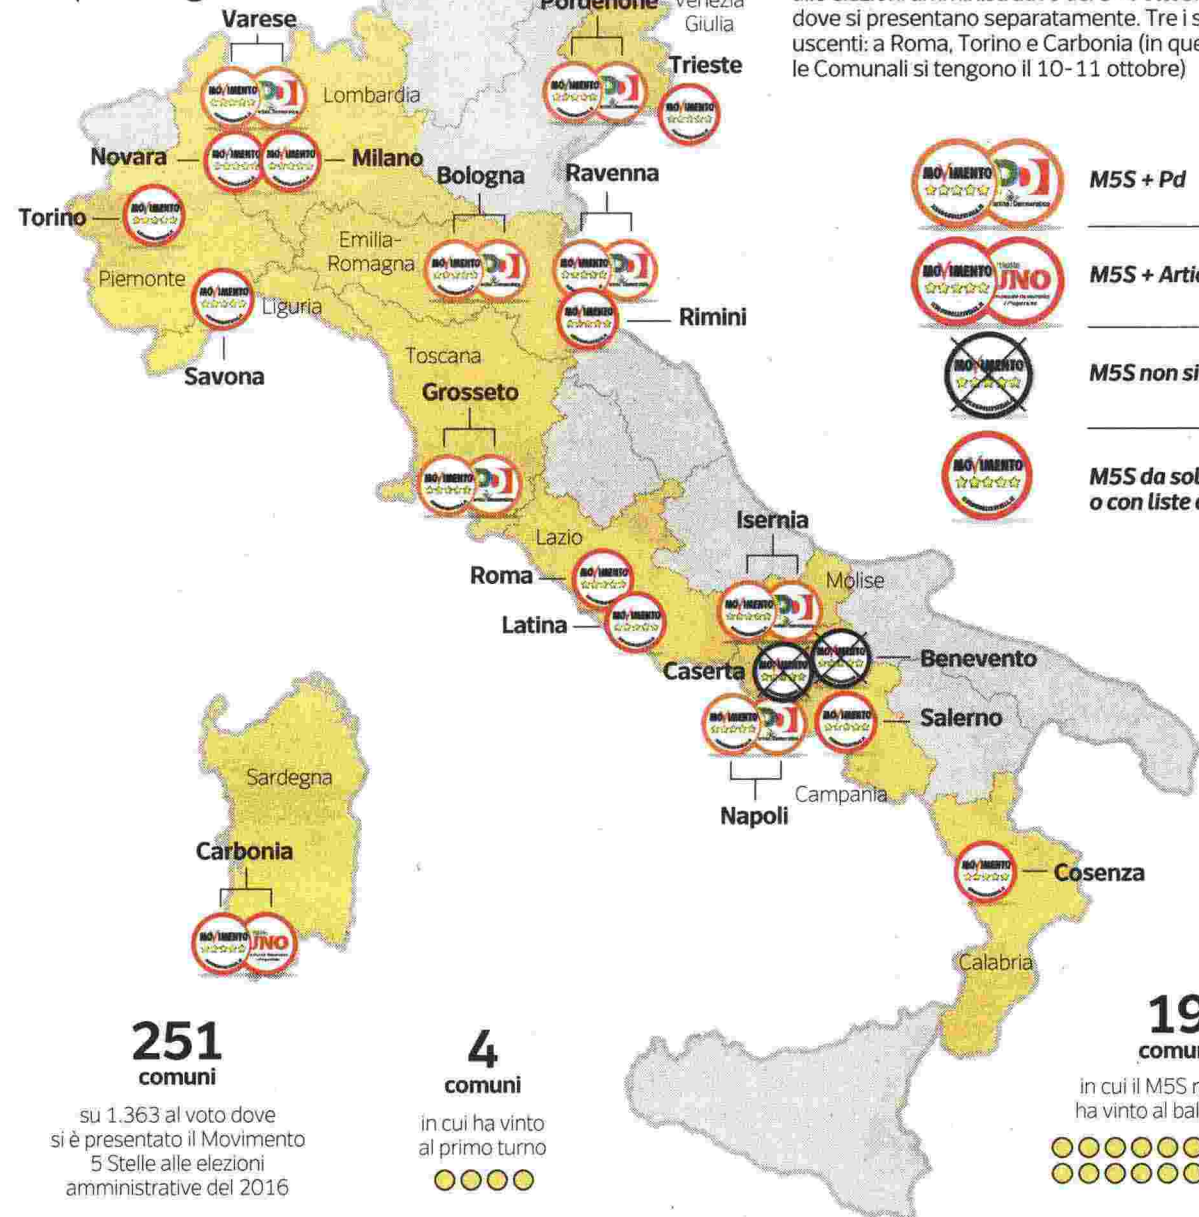 Varese
Pordenone
Venezia
Giulia
dove si presentano separatamente. Tre i s
uscenti: a Roma, Torino e Carbonia (in que
le Comunali si tengono il 10-11 ottobre)
Trieste
Lombardia
Novara
Milano
Bologna
Ravenna
M5S + Pd
Torino
Emilia-
Romagna
Piemonte
Liguria
M5S + Artic
Savona
Rimini
Toscana
Grosseto
M5S non si
M5S da sol
o con liste c
Lazio
Isernia
Roma
Molise
Latina
Caserta
Benevento
Salerno
Sardegna
Campania
Napoli
Carbonia
Cosenza
Calabria
251
comuni
su 1.363 al voto dove
si è presentato il Movimento
5 Stelle alle elezioni
amministrative del 2016
4
comuni
in cui ha vinto
al primo turno
19
comun
in cui il M5S n
ha vinto al bal
MOVIMENTO
PD
UNO